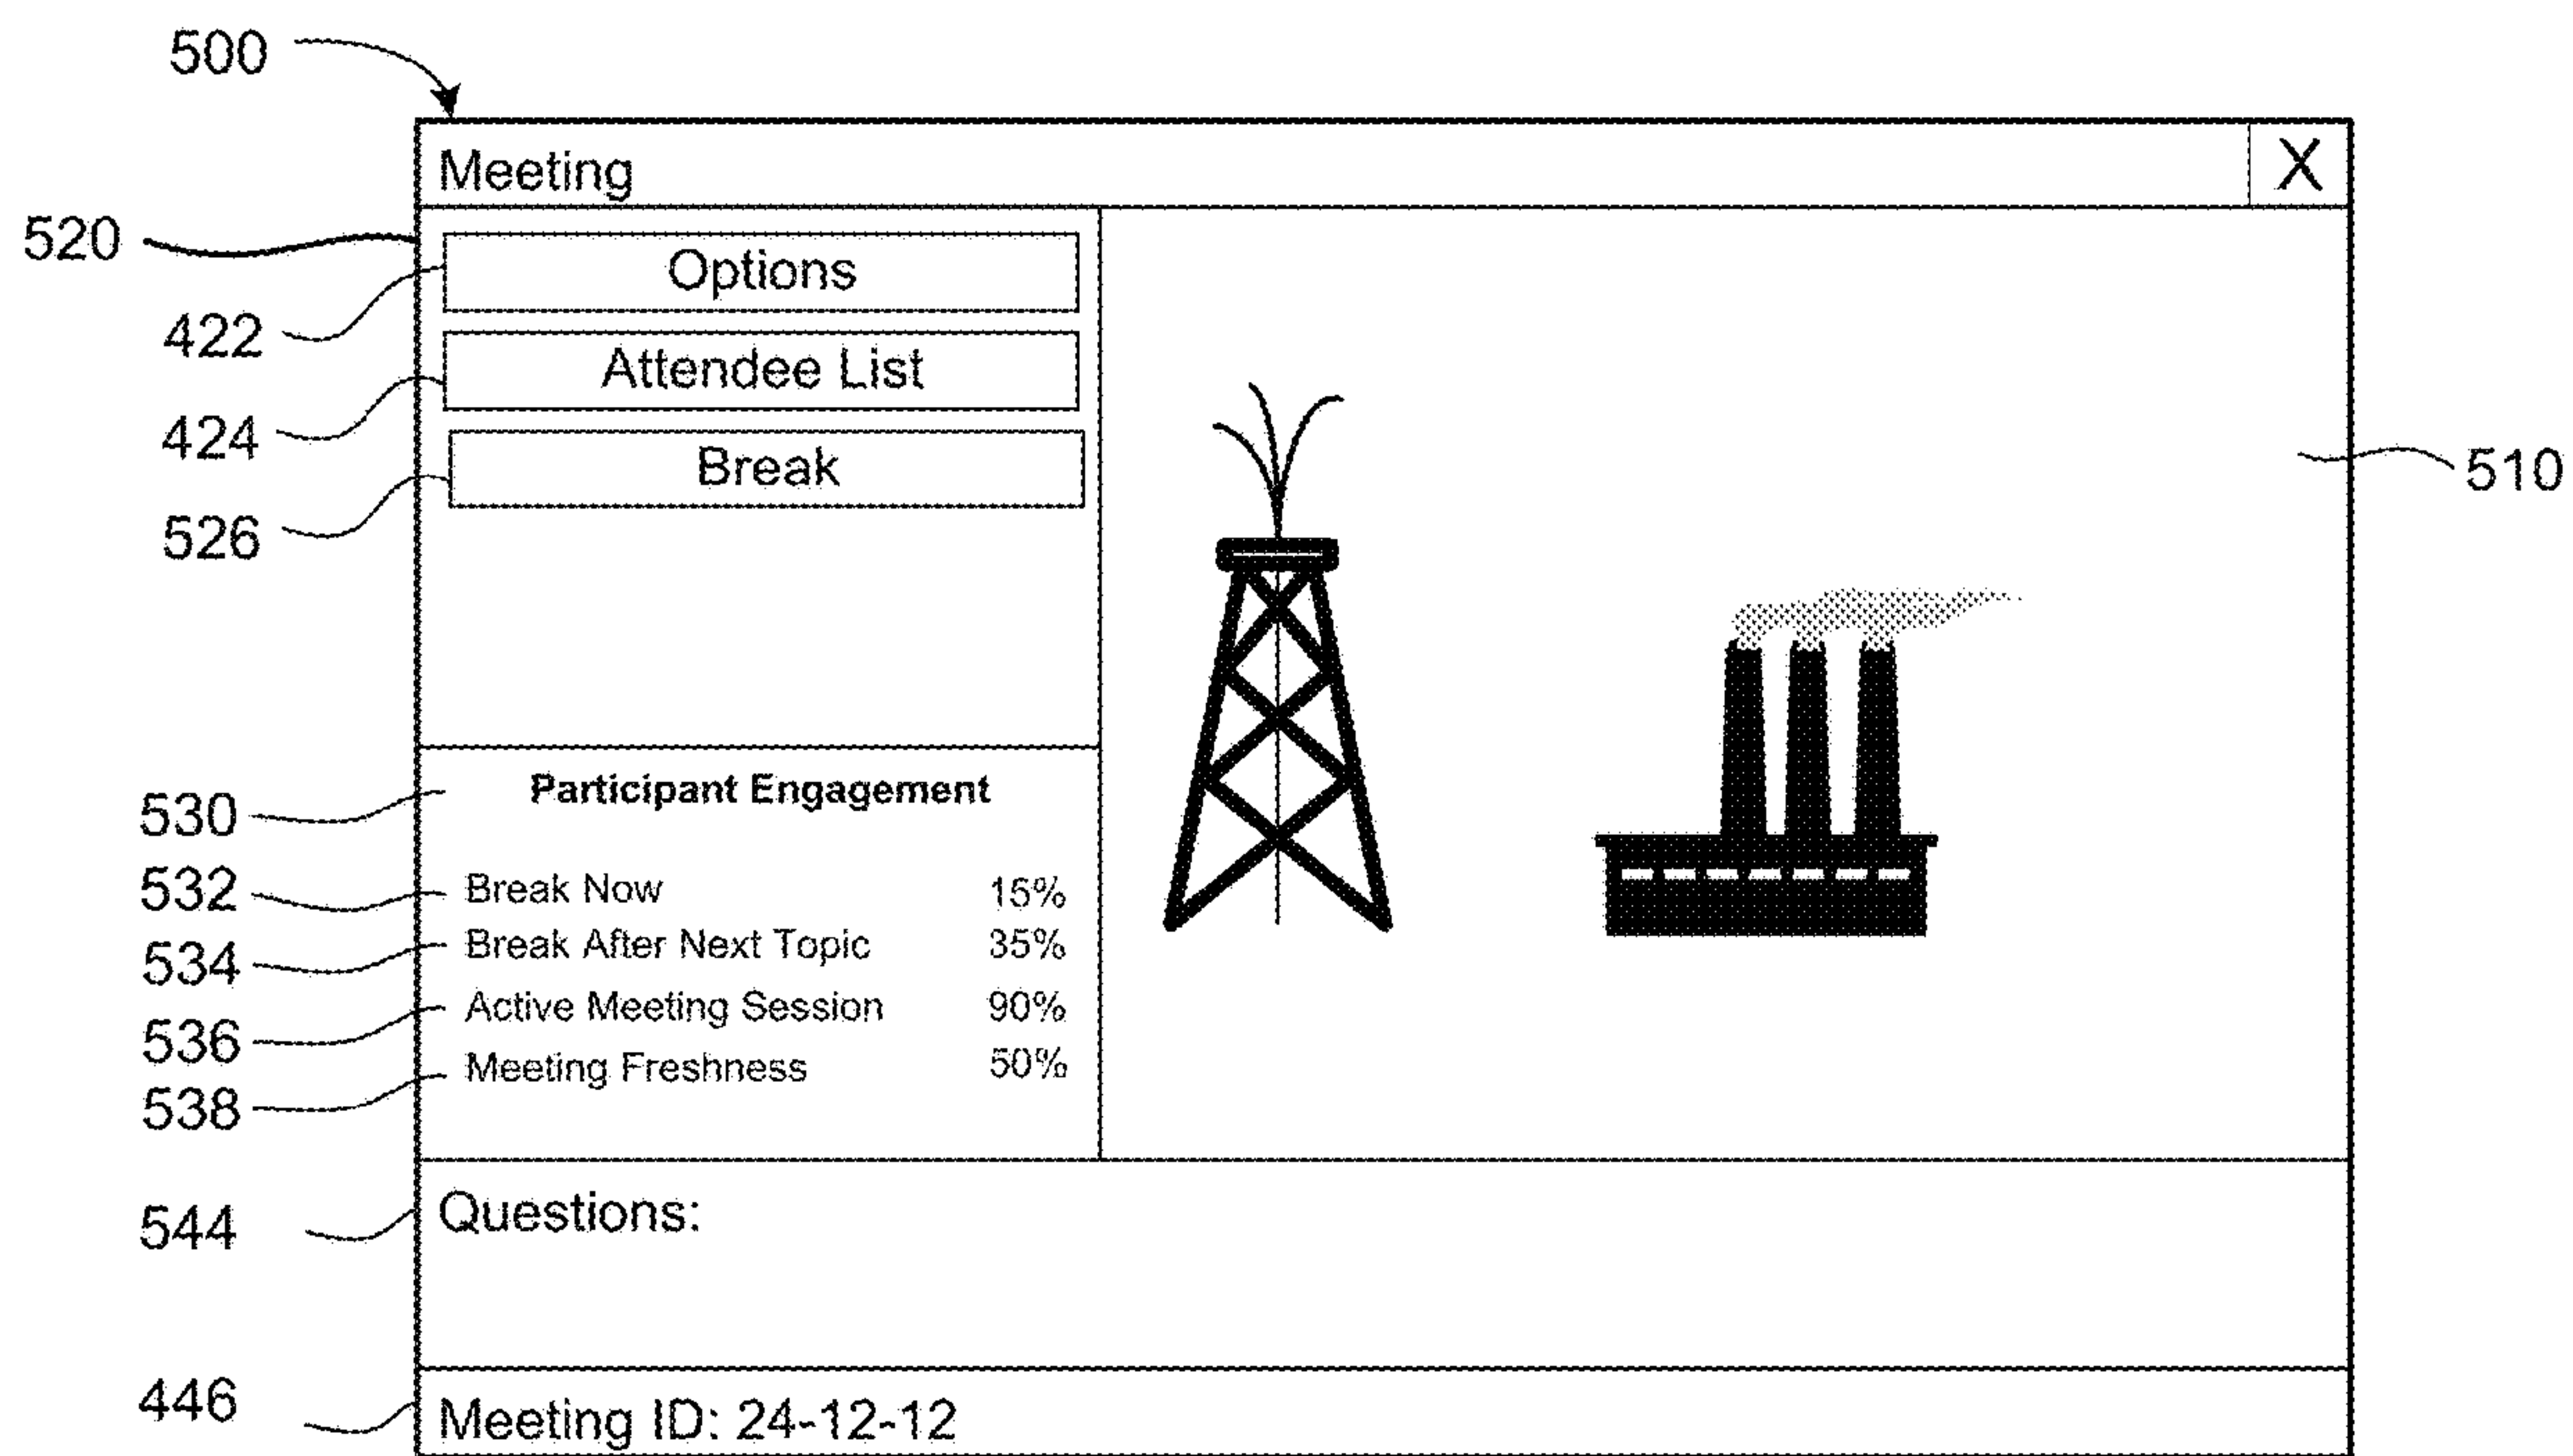 500
Meeting X
520
Options
422
Attendee List
424
Break
510
526
Participant Engagement
530
532 Break Now 15%
534 Break After Next Topic 35%
536 Active Meeting Session 90%
538 Meeting Freshness 50%
544 Questions:
446 Meeting ID: 24-12-12